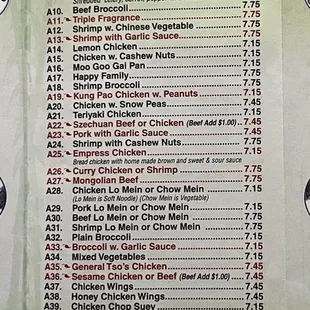 Shredded celery, carrot, pepper
A10. Beef Broccoli 7.75
A11. Triple Fragrance 7.75
A12. Shrimp w. Chinese Vegetable 7.75
A13. Shrimp with Garlic Sauce 7.75
A14. Lemon Chicken 7.15
A15. Chicken w. Cashew Nuts 7.15
A16. Moo Goo Gai Pan 7.15
A17. Happy Family 7.75
A18. Shrimp Broccoli 7.75
A19. Kung Pao Chicken w. Peanuts 7.15
A20. Chicken w. Snow Peas 7.45
A21. Teriyaki Chicken 7.15
A22. Szechuan Beef or Chicken (Beef Add $1.00) 7.45
A23. Pork with Garlic Sauce 7.45
A24. Shrimp with Cashew Nuts 7.75
A25. Empress Chicken 7.15
Bread chicken with home made brown and sweet & sour sauce
A26. Curry Chicken or Shrimp 7.75
A27. Mongolian Beef 7.75
A28. Chicken Lo Mein or Chow Mein 7.15
(Lo Mein is Soft Noodle) (Chow Mein is Vegetable)
A29. Pork Lo Mein or Chow Mein 7.15
A30. Beef Lo Mein or Chow Mein 7.75
A31. Shrimp Lo Mein or Chow Mein 7.75
A32. Plain Broccoli 7.15
A33. Broccoli w. Garlic Sauce 7.15
A34. Mixed Vegetables 7.15
A35. General Tso's Chicken 7.45
A36. Sesame Chicken or Beef (Beef Add $1.00) 7.45
A37. Chicken Wings 7.45
A38. Honey Chicken Wings 7.45
A39. Chicken Chop Suey 7.15